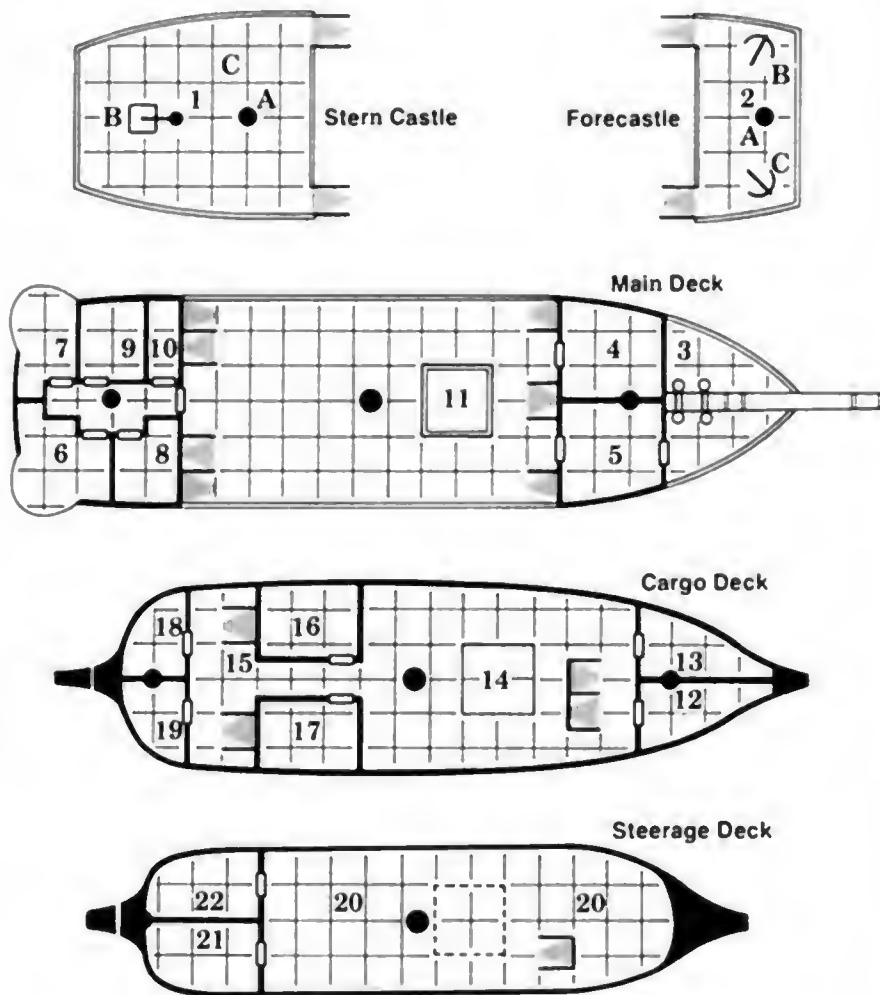 C
B 1 A
Stern Castle
Forecastle
B
2
A
C
Main Deck
7 9 10 4 3
11
6 8 5
Cargo Deck
18 16
15 14 13
12
19 17
Steerage Deck
22 20 20
21